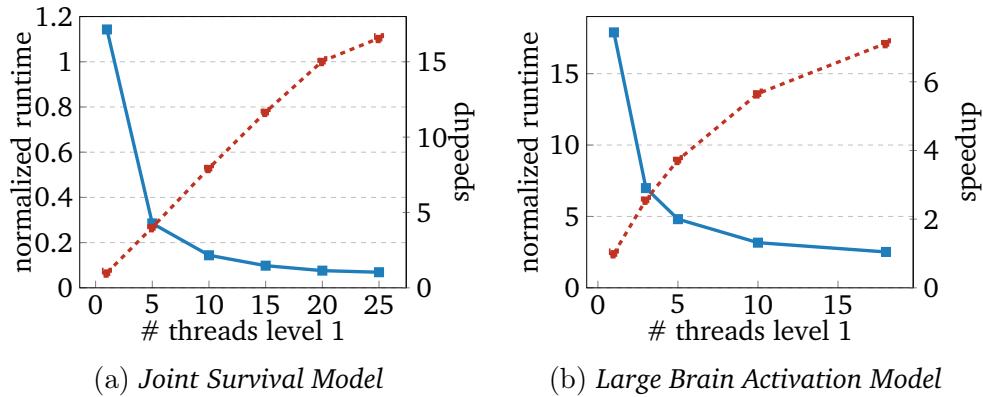 normalized runtime
1.2
1
0.8
0.6
0.4
0.2
0
15
10
5
0
speedup
0 5 10 15 20 25
# threads level 1
(a) Joint Survival Model
normalized runtime
15
10
5
0
6
4
2
0
speedup
0 5 10 15
# threads level 1
(b) Large Brain Activation Model